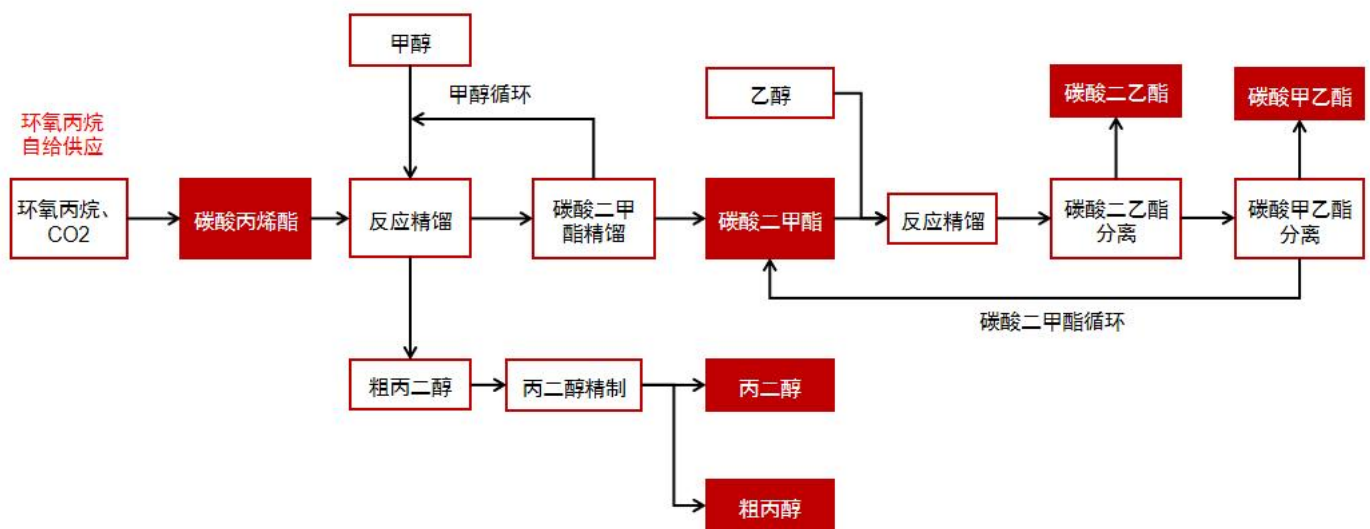 甲醇
甲醇循环
乙醇
碳酸二乙酯
碳酸甲乙酯
环氧丙烷
自给供应
环氧丙烷、
CO2
碳酸丙烯酯
反应精馏
碳酸二甲
酯精馏
碳酸二甲酯
反应精馏
碳酸二乙酯
分离
碳酸甲乙酯
分离
碳酸二甲酯循环
粗丙二醇
丙二醇精制
丙二醇
粗丙醇